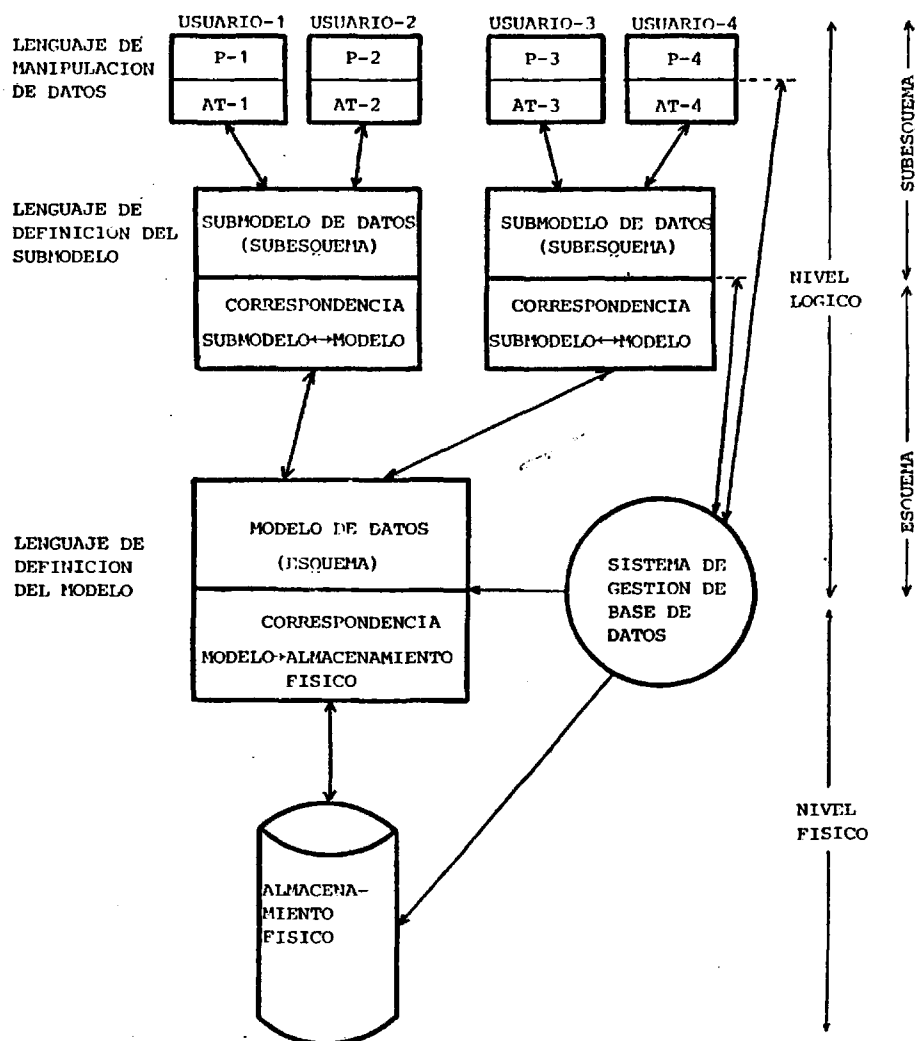 USUARIO-1 USUARIO-2 USUARIO-3 USUARIO-4
LENGUAJE DE
MANIPULACION
DE DATOS
P-1 P-2 P-3 P-4
AT-1 AT-2 AT-3 AT-4
SUBESQUEMA
LENGUAJE DE
DEFINICION DEL
SUBMODELO
SUBMODELO DE DATOS
(SUBESQUEMA)
CORRESPONDENCIA
SUBMODELO↔MODELO
SUBMODELO DE DATOS
(SUBESQUEMA)
CORRESPONDENCIA
SUBMODELO↔MODELO
NIVEL
LOGICO
ESQUEMA
LENGUAJE DE
DEFINICION
DEL MODELO
MODELO DE DATOS
(ESQUEMA)
CORRESPONDENCIA
MODELO→ALMACENAMIENTO
FISICO
SISTEMA DE
GESTION DE
BASE DE
DATOS
NIVEL
FISICO
ALMACENA-
MIENTO
FISICO